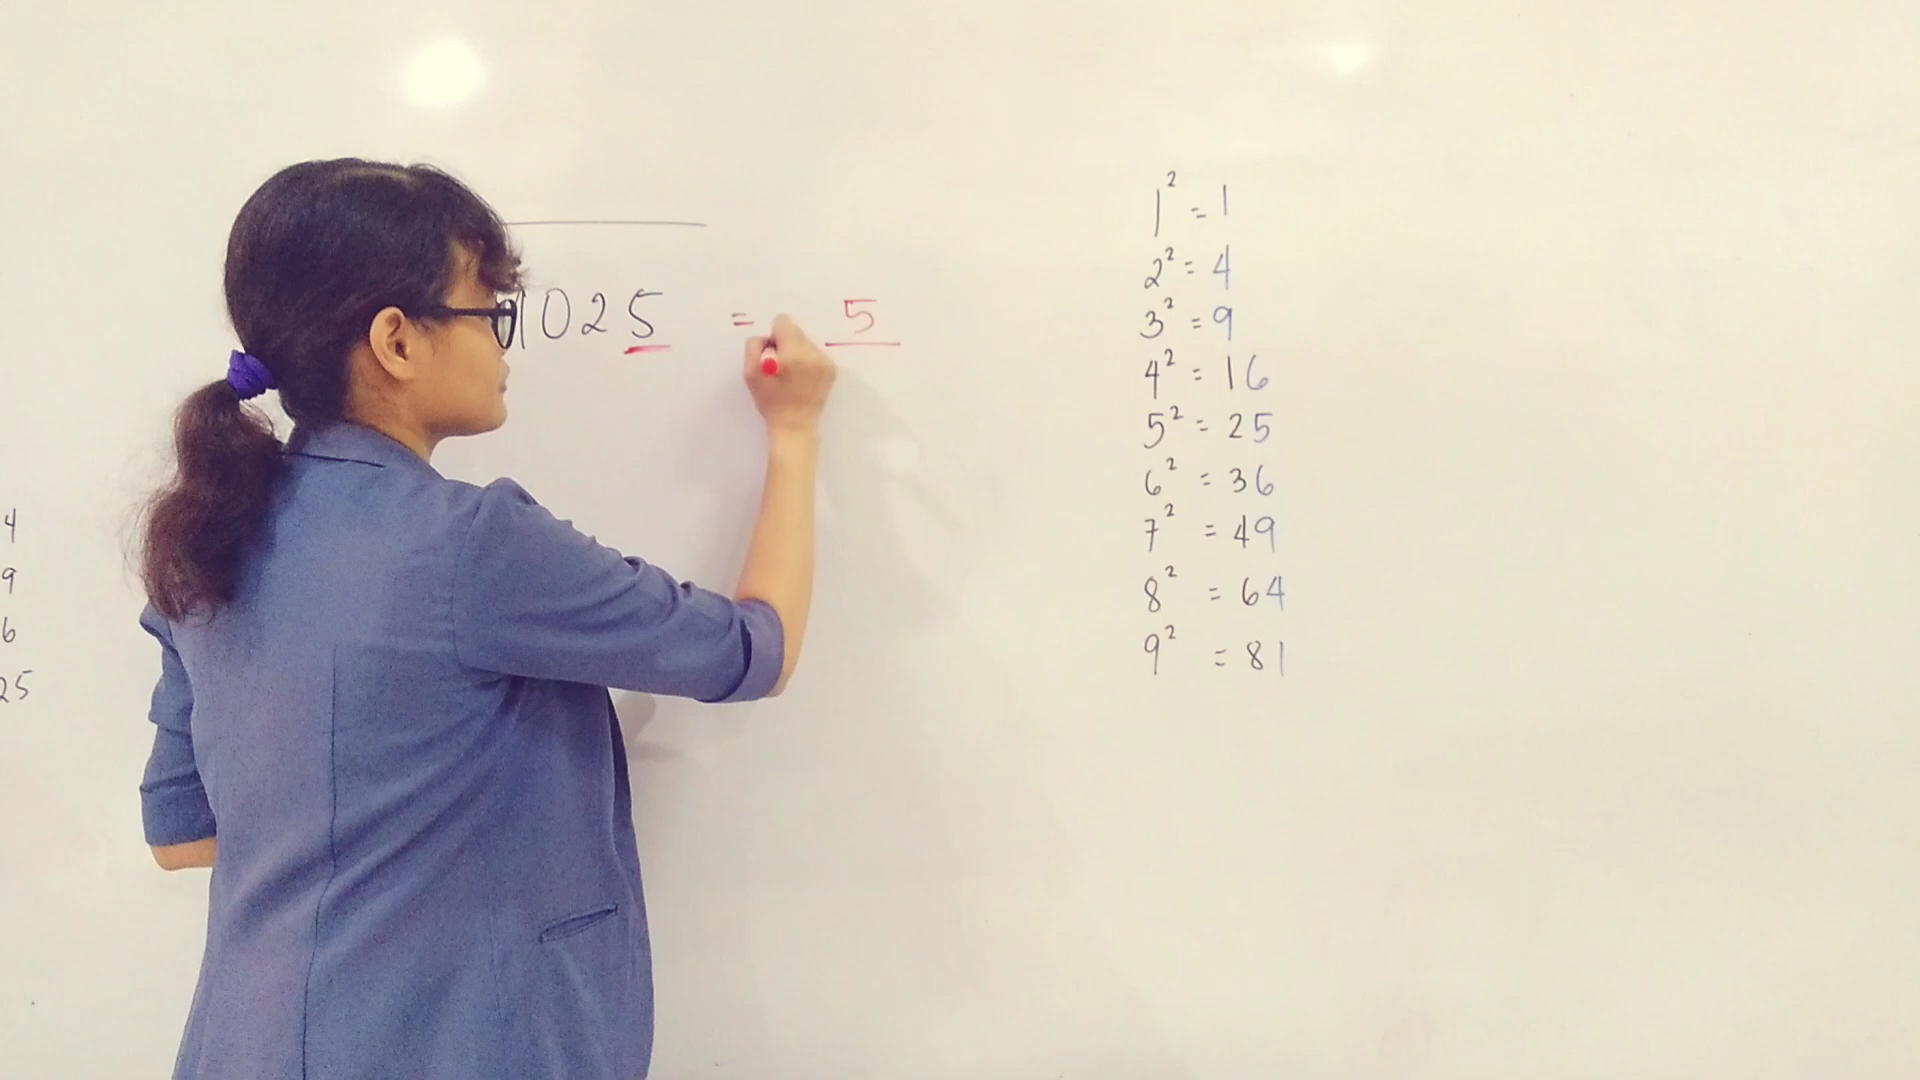 1025 = 5
1² = 1
2² = 4
3² = 9
4² = 16
5² = 25
6² = 36
7² = 49
8² = 64
9² = 81
4
9
6
25